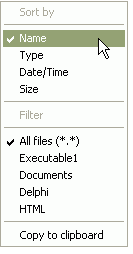 Sort by
Name
Type
Date/Time
Size
Filter
All files (*.*)
Executable1
Documents
Delphi
HTML
Copy to clipboard